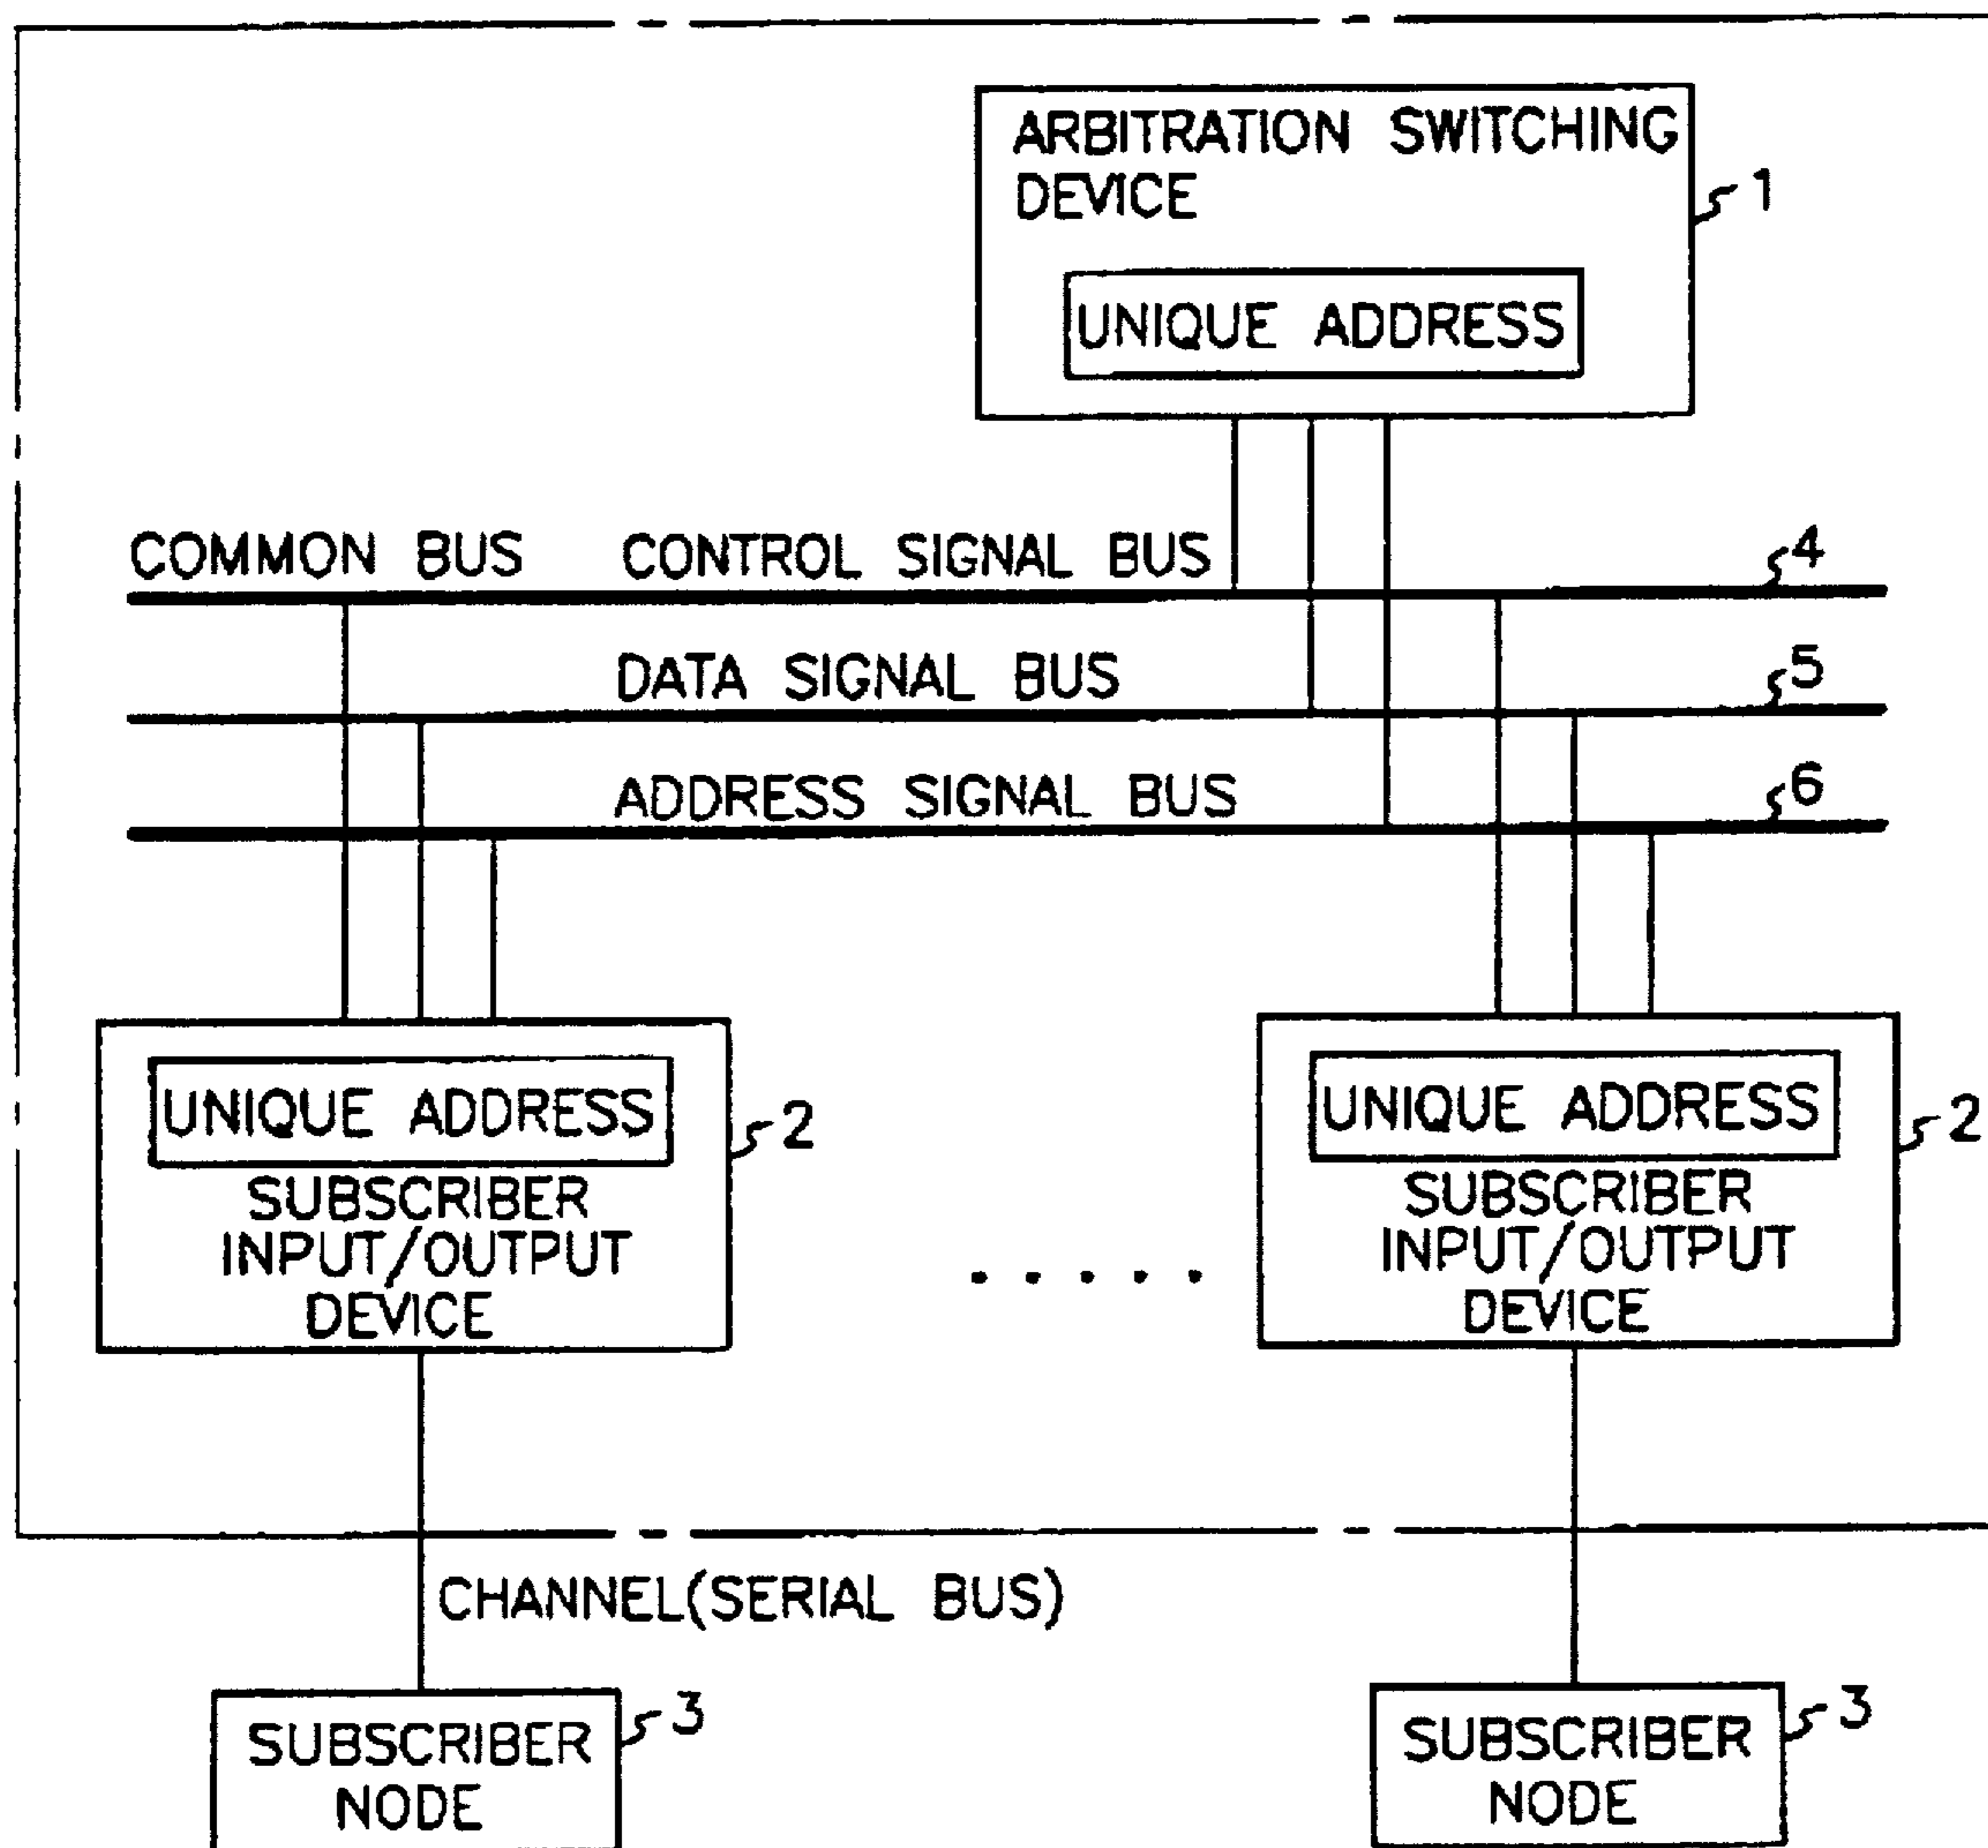 ARBITRATION SWITCHING
DEVICE
1
UNIQUE ADDRESS
COMMON BUS CONTROL SIGNAL BUS
4
DATA SIGNAL BUS
5
ADDRESS SIGNAL BUS
6
UNIQUE ADDRESS
2
SUBSCRIBER
INPUT/OUTPUT
DEVICE
.....
UNIQUE ADDRESS
2
SUBSCRIBER
INPUT/OUTPUT
DEVICE
CHANNEL(SERIAL BUS)
SUBSCRIBER
NODE
3
SUBSCRIBER
NODE
3